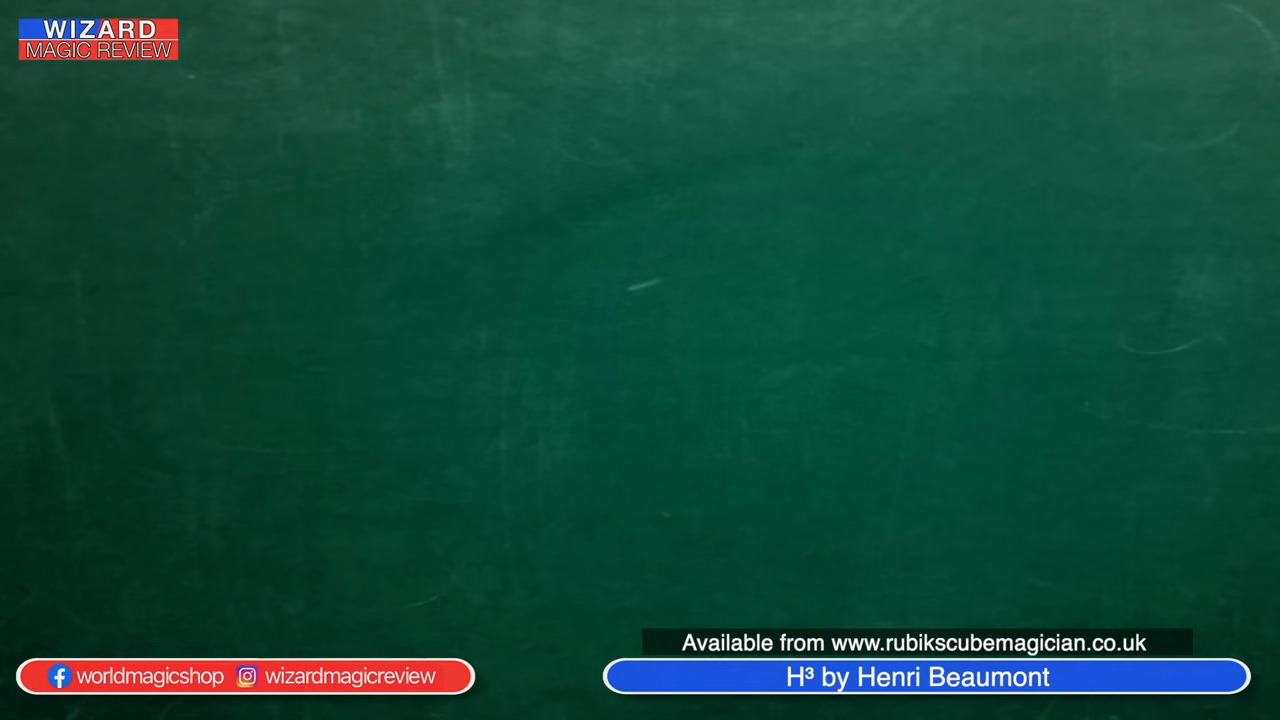 WIZARD
MAGIC REVIEW
Available from www.rubikscubemagician.co.uk
worldmagicshop wizardmagicreview
H³ by Henri Beaumont